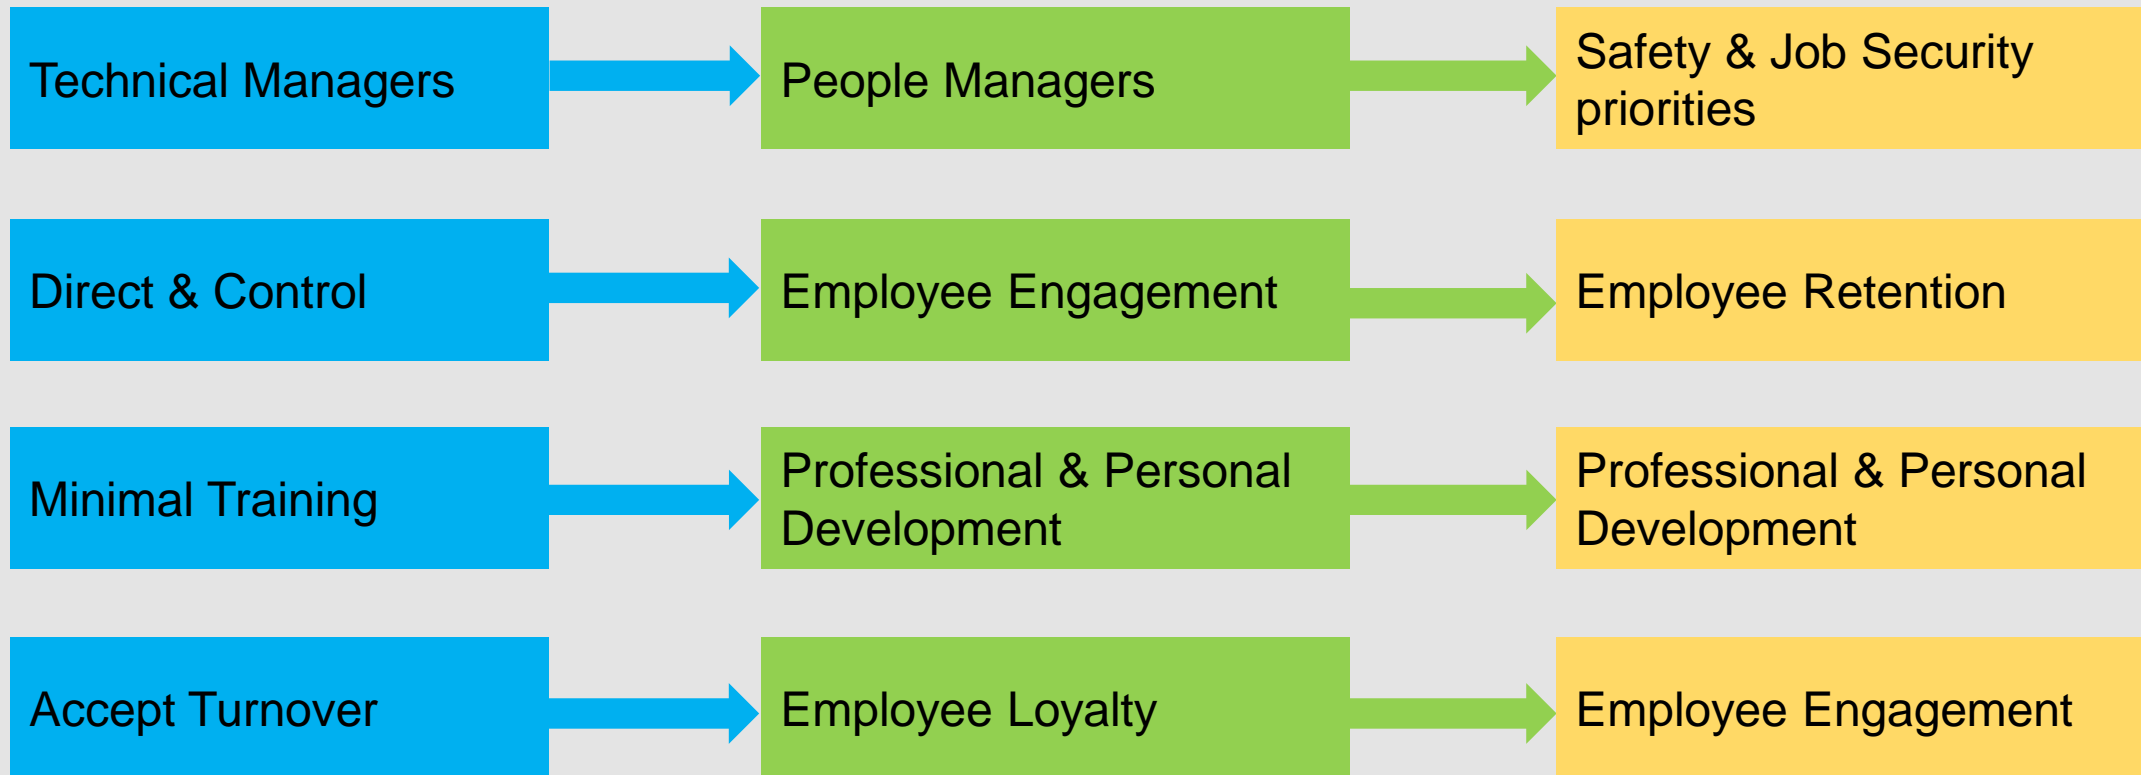 Technical Managers
People Managers
Safety & Job Security
priorities
Direct & Control
Employee Engagement
Employee Retention
Minimal Training
Professional & Personal
Development
Professional & Personal
Development
Accept Turnover
Employee Loyalty
Employee Engagement